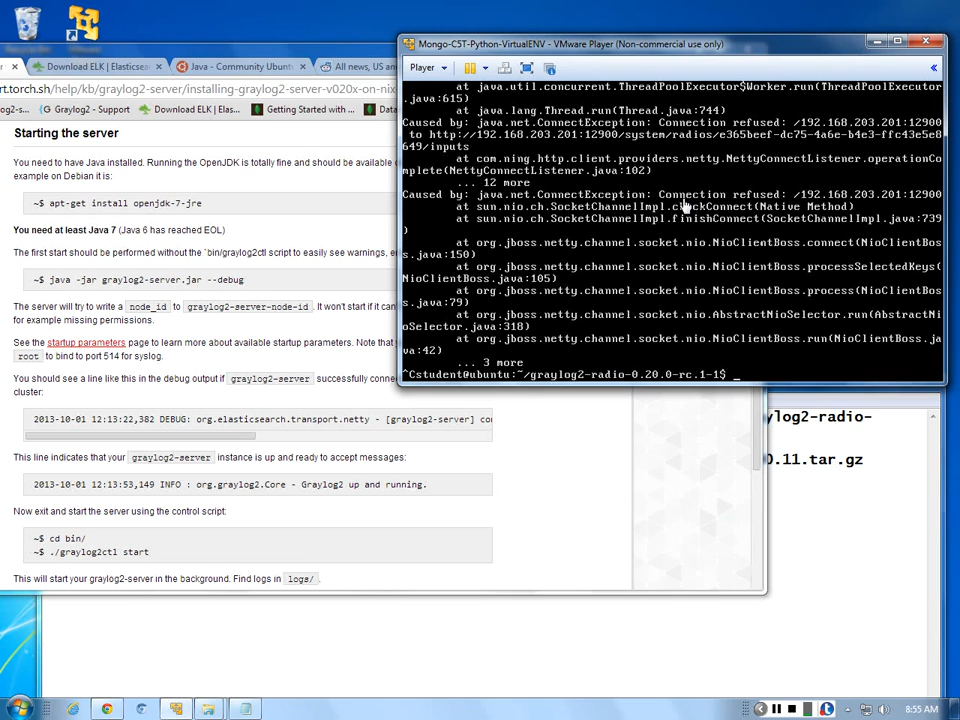 Mongo-C5T-Python-VirtualENV - VMware Player (Non-commercial use only)
Player
at java.util.concurrent.ThreadPoolExecutor$Worker.run(ThreadPoolExecutor
.java:615)
at java.lang.Thread.run(Thread.java:744)
Caused by: java.net.ConnectException: Connection refused: /192.168.203.201:12900
to http://192.168.203.201:12900/system/radios/e365beef-dc75-4a6e-b4e3-ffc43e5e8
649/inputs
at com.ning.http.client.providers.netty.NettyConnectListener.operationCo
mplete(NettyConnectListener.java:102)
... 12 more
Caused by: java.net.ConnectException: Connection refused: /192.168.203.201:12900
at sun.nio.ch.SocketChannelImpl.checkConnect(Native Method)
at sun.nio.ch.SocketChannelImpl.finishConnect(SocketChannelImpl.java:739
)
at org.jboss.netty.channel.socket.nio.NioClientBoss.connect(NioClientBos
s.java:150)
at org.jboss.netty.channel.socket.nio.NioClientBoss.processSelectedKeys(
NioClientBoss.java:105)
at org.jboss.netty.channel.socket.nio.NioClientBoss.process(NioClientBos
s.java:79)
at org.jboss.netty.channel.socket.nio.AbstractNioSelector.run(AbstractNi
oSelector.java:318)
at org.jboss.netty.channel.socket.nio.NioClientBoss.run(NioClientBoss.ja
va:42)
... 3 more
^Cstudent@ubuntu:~/graylog2-radio-0.20.0-rc.1-1$ _
Download ELK | Elasticse
Java - Community Ubuntu
All news, US and
rt.torch.sh/help/kb/graylog2-server/installing-graylog2-server-v020x-on-nix
Graylog2 - Support
Download ELK | Elastic
Getting Started with
Data
Starting the server
You need to have Java installed. Running the OpenJDK is totally fine and should be available
example on Debian it is:
~$ apt-get install openjdk-7-jre
You need at least Java 7 (Java 6 has reached EOL)
The first start should be performed without the `bin/graylog2ctl script to easily see warnings,
~$ java -jar graylog2-server.jar --debug
The server will try to write a node_id to graylog2-server-node-id. It won't start if it can't
for example missing permissions.
See the startup parameters page to learn more about available startup parameters. Note that
root to bind to port 514 for syslog.
You should see a line like this in the debug output if graylog2-server successfully
cluster:
2013-10-01 12:13:22,382 DEBUG: org.elasticsearch.transport.netty - [graylog2-server]
This line indicates that your graylog2-server instance is up and ready to accept messages:
2013-10-01 12:13:53,149 INFO : org.graylog2.Core - Graylog2 up and running.
Now exit and start the server using the control script:
~$ cd bin/
~$ ./graylog2ctl start
This will start your graylog2-server in the background. Find logs in logs/.
ylog2-radio-
0.11.tar.gz
8:55 AM